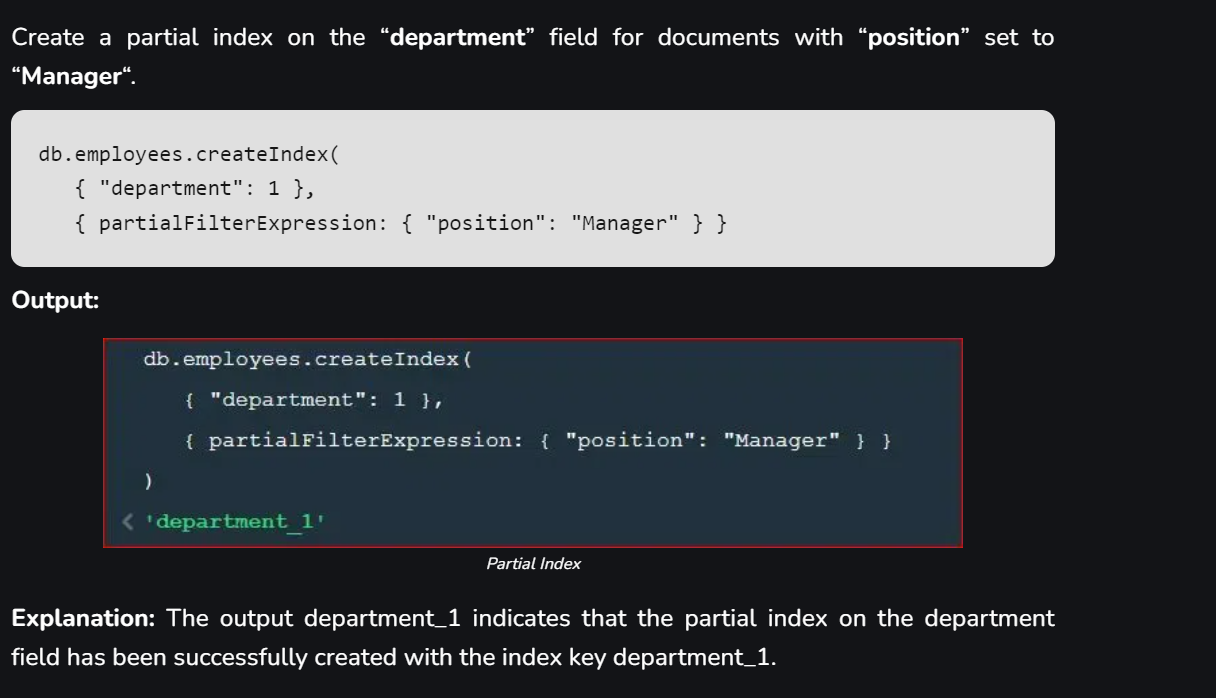 Create a partial index on the “department” field for documents with “position” set to
“Manager“.
db.employees.createIndex(
{ "department": 1 },
{ partialFilterExpression: { "position": "Manager" } }
Output:
db.employees.createIndex(
{ "department": 1 },
{ partialFilterExpression: { "position": "Manager" } }
)
< 'department_1'
Partial Index
Explanation: The output department_1 indicates that the partial index on the department
field has been successfully created with the index key department_1.